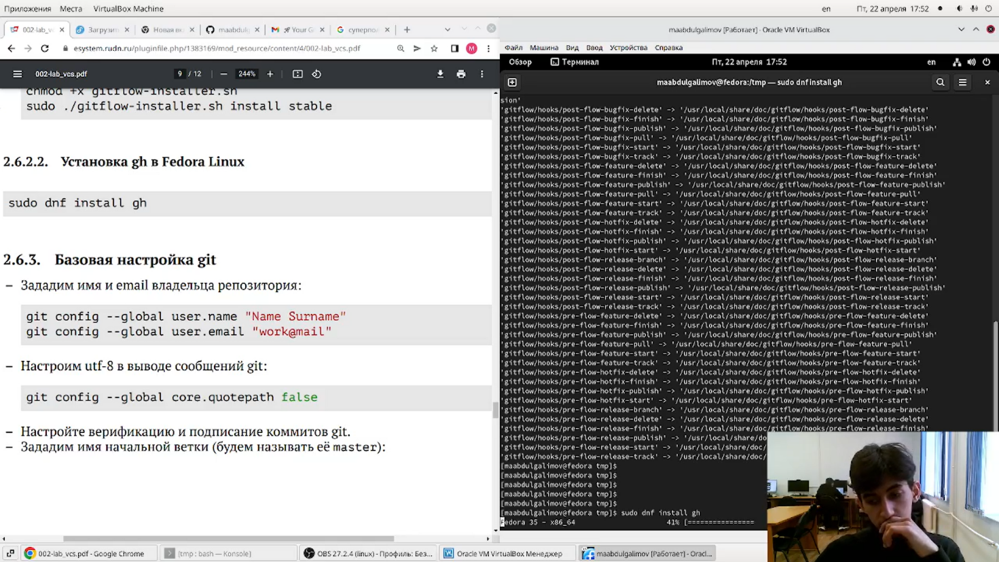 Приложения Места VirtualBox Machine en Пт, 22 апреля 17:52
002-lab_v Загрузит Новая вк maabdulg Your G суперпо
esystem.rudn.ru/pluginfile.php/1383169/mod_resource/content/4/002-lab_vcs.pdf M
002-lab_vcs.pdf 9 / 12 244%
chmod +x gitflow-installer.sh
sudo ./gitflow-installer.sh install stable
2.6.2.2. Установка gh в Fedora Linux
sudo dnf install gh
2.6.3. Базовая настройка git
– Зададим имя и email владельца репозитория:
git config --global user.name "Name Surname"
git config --global user.email "work@mail"
– Настроим utf-8 в выводе сообщений git:
git config --global core.quotepath false
– Настройте верификацию и подписание коммитов git.
– Зададим имя начальной ветки (будем называть её master):
maabdulgalimov [Работает] - Oracle VM VirtualBox
Файл Машина Вид Ввод Устройства Справка
Обзор Терминал Пт, 22 апреля 17:52 en
maabdulgalimov@fedora:/tmp — sudo dnf install gh
sion'
'gitflow/hooks/post-flow-bugfix-delete' -> '/usr/local/share/doc/gitflow/hooks/post-flow-bugfix-delete'
'gitflow/hooks/post-flow-bugfix-finish' -> '/usr/local/share/doc/gitflow/hooks/post-flow-bugfix-finish'
'gitflow/hooks/post-flow-bugfix-publish' -> '/usr/local/share/doc/gitflow/hooks/post-flow-bugfix-publish'
'gitflow/hooks/post-flow-bugfix-pull' -> '/usr/local/share/doc/gitflow/hooks/post-flow-bugfix-pull'
'gitflow/hooks/post-flow-bugfix-start' -> '/usr/local/share/doc/gitflow/hooks/post-flow-bugfix-start'
'gitflow/hooks/post-flow-bugfix-track' -> '/usr/local/share/doc/gitflow/hooks/post-flow-bugfix-track'
'gitflow/hooks/post-flow-feature-delete' -> '/usr/local/share/doc/gitflow/hooks/post-flow-feature-delete'
'gitflow/hooks/post-flow-feature-finish' -> '/usr/local/share/doc/gitflow/hooks/post-flow-feature-finish'
'gitflow/hooks/post-flow-feature-publish' -> '/usr/local/share/doc/gitflow/hooks/post-flow-feature-publish'
'gitflow/hooks/post-flow-feature-pull' -> '/usr/local/share/doc/gitflow/hooks/post-flow-feature-pull'
'gitflow/hooks/post-flow-feature-start' -> '/usr/local/share/doc/gitflow/hooks/post-flow-feature-start'
'gitflow/hooks/post-flow-feature-track' -> '/usr/local/share/doc/gitflow/hooks/post-flow-feature-track'
'gitflow/hooks/post-flow-hotfix-delete' -> '/usr/local/share/doc/gitflow/hooks/post-flow-hotfix-delete'
'gitflow/hooks/post-flow-hotfix-finish' -> '/usr/local/share/doc/gitflow/hooks/post-flow-hotfix-finish'
'gitflow/hooks/post-flow-hotfix-publish' -> '/usr/local/share/doc/gitflow/hooks/post-flow-hotfix-publish'
'gitflow/hooks/post-flow-hotfix-start' -> '/usr/local/share/doc/gitflow/hooks/post-flow-hotfix-start'
'gitflow/hooks/post-flow-release-branch' -> '/usr/local/share/doc/gitflow/hooks/post-flow-release-branch'
'gitflow/hooks/post-flow-release-delete' -> '/usr/local/share/doc/gitflow/hooks/post-flow-release-delete'
'gitflow/hooks/post-flow-release-finish' -> '/usr/local/share/doc/gitflow/hooks/post-flow-release-finish'
'gitflow/hooks/post-flow-release-publish' -> '/usr/local/share/doc/gitflow/hooks/post-flow-release-publish'
'gitflow/hooks/post-flow-release-start' -> '/usr/local/share/doc/gitflow/hooks/post-flow-release-start'
'gitflow/hooks/post-flow-release-track' -> '/usr/local/share/doc/gitflow/hooks/post-flow-release-track'
'gitflow/hooks/pre-flow-feature-delete' -> '/usr/local/share/doc/gitflow/hooks/pre-flow-feature-delete'
'gitflow/hooks/pre-flow-feature-finish' -> '/usr/local/share/doc/gitflow/hooks/pre-flow-feature-finish'
'gitflow/hooks/pre-flow-feature-publish' -> '/usr/local/share/doc/gitflow/hooks/pre-flow-feature-publish'
'gitflow/hooks/pre-flow-feature-pull' -> '/usr/local/share/doc/gitflow/hooks/pre-flow-feature-pull'
'gitflow/hooks/pre-flow-feature-start' -> '/usr/local/share/doc/gitflow/hooks/pre-flow-feature-start'
'gitflow/hooks/pre-flow-feature-track' -> '/usr/local/share/doc/gitflow/hooks/pre-flow-feature-track'
'gitflow/hooks/pre-flow-hotfix-delete' -> '/usr/local/share/doc/gitflow/hooks/pre-flow-hotfix-delete'
'gitflow/hooks/pre-flow-hotfix-finish' -> '/usr/local/share/doc/gitflow/hooks/pre-flow-hotfix-finish'
'gitflow/hooks/pre-flow-hotfix-publish' -> '/usr/local/share/doc/gitflow/hooks/pre-flow-hotfix-publish'
'gitflow/hooks/pre-flow-hotfix-start' -> '/usr/local/share/doc/gitflow/hooks/pre-flow-hotfix-start'
'gitflow/hooks/pre-flow-release-branch' -> '/usr/local/share/doc/gitflow/hooks/pre-flow-release-branch'
'gitflow/hooks/pre-flow-release-delete' -> '/usr/local/share/doc/gitflow/hooks/pre-flow-release-delete'
'gitflow/hooks/pre-flow-release-finish' -> '/usr/local/share/doc/gitflow/hooks/pre-flow-release-finish'
'gitflow/hooks/pre-flow-release-publish' -> '/usr/local/share/d
'gitflow/hooks/pre-flow-release-start' -> '/usr/local/share/doc
'gitflow/hooks/pre-flow-release-track' -> '/usr/local/share/doc
[maabdulgalimov@fedora tmp]$
[maabdulgalimov@fedora tmp]$
[maabdulgalimov@fedora tmp]$
[maabdulgalimov@fedora tmp]$
[maabdulgalimov@fedora tmp]$
[maabdulgalimov@fedora tmp]$ sudo dnf install gh
Fedora 35 - x86_64 41% [================
002-lab_vcs.pdf - Google Chrome [tmp : bash — Konsole] OBS 27.2.4 (linux) - Профиль: Без... Oracle VM VirtualBox Менеджер maabdulgalimov [Работает] - Orac...